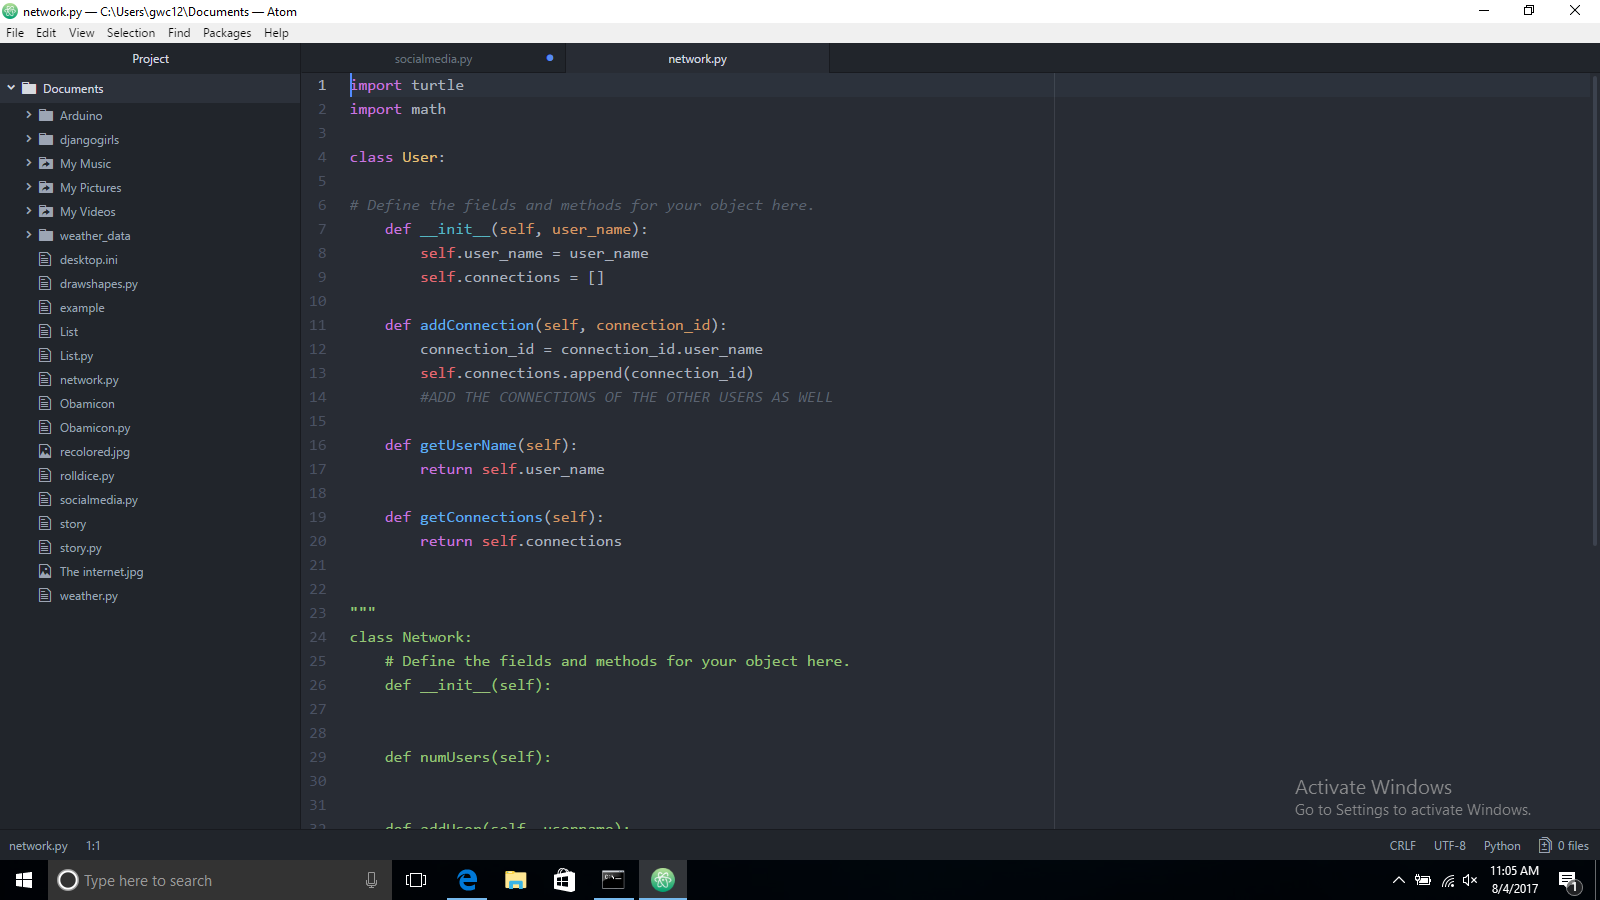 network.py — C:\Users\gwc12\Documents — Atom
File Edit View Selection Find Packages Help
Project
Documents
Arduino
djangogirls
My Music
My Pictures
My Videos
weather_data
desktop.ini
drawshapes.py
example
List
List.py
network.py
Obamicon
Obamicon.py
recolored.jpg
rolldice.py
socialmedia.py
story
story.py
The internet.jpg
weather.py
socialmedia.py network.py
1 import turtle
2 import math
3
4 class User:
5
6 # Define the fields and methods for your object here.
7 def __init__(self, user_name):
8 self.user_name = user_name
9 self.connections = []
10
11 def addConnection(self, connection_id):
12 connection_id = connection_id.user_name
13 self.connections.append(connection_id)
14 #ADD THE CONNECTIONS OF THE OTHER USERS AS WELL
15
16 def getUserName(self):
17 return self.user_name
18
19 def getConnections(self):
20 return self.connections
21
22
23 """
24 class Network:
25 # Define the fields and methods for your object here.
26 def __init__(self):
27
28
29 def numUsers(self):
30
31
32 def addUser(self, username):
Activate Windows
Go to Settings to activate Windows.
network.py 1:1 CRLF UTF-8 Python 0 files
Type here to search
11:05 AM
8/4/2017
1